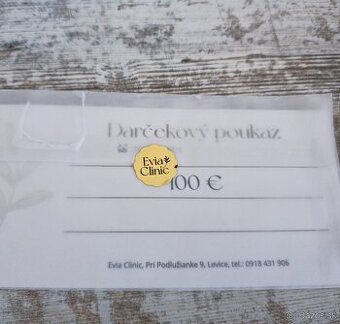 Darčekový poukaz
Evia
Clinic
100 €
Evia Clinic, Pri Podlužianke 9, Levice, tel.: 0918 431 906